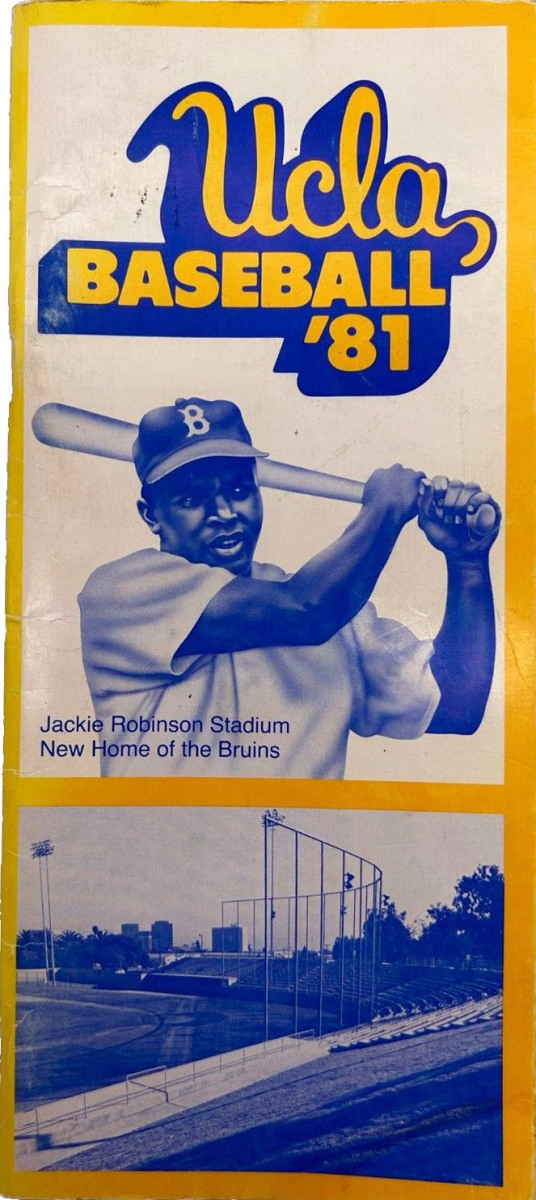 Ucla
BASEBALL
'81
B
Jackie Robinson Stadium
New Home of the Bruins